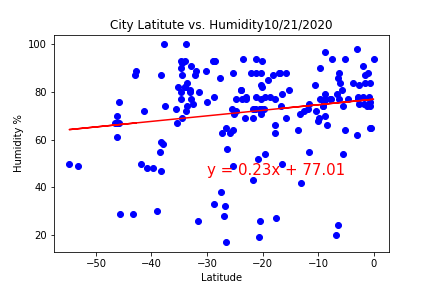 City Latitute vs. Humidity10/21/2020
Humidity %
100
80
60
40
20
y = 0.23x + 77.01
−50 −40 −30 −20 −10 0
Latitude